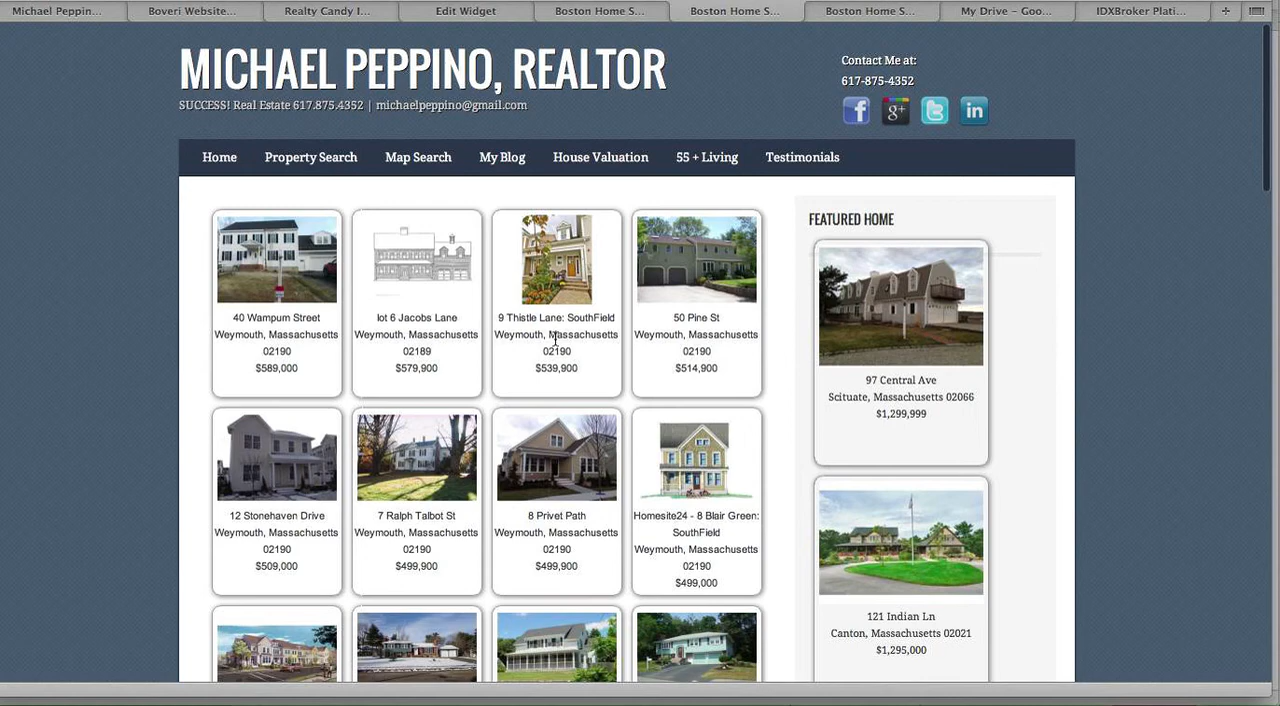 Michael Peppin...
Boveri Website...
Realty Candy I...
Edit Widget
Boston Home S...
Boston Home S...
Boston Home S...
My Drive – Goo...
IDXBroker Plati...
MICHAEL PEPPINO, REALTOR
SUCCESS! Real Estate 617.875.4352 | michaelpeppino@gmail.com
Contact Me at:
617-875-4352
f
g+
t
in
Home
Property Search
Map Search
My Blog
House Valuation
55 + Living
Testimonials
40 Wampum Street
Weymouth, Massachusetts
02190
$589,000
lot 6 Jacobs Lane
Weymouth, Massachusetts
02189
$579,900
9 Thistle Lane: SouthField
Weymouth, Massachusetts
02190
$539,900
50 Pine St
Weymouth, Massachusetts
02190
$514,900
12 Stonehaven Drive
Weymouth, Massachusetts
02190
$509,000
7 Ralph Talbot St
Weymouth, Massachusetts
02190
$499,900
8 Privet Path
Weymouth, Massachusetts
02190
$499,900
Homesite24 - 8 Blair Green:
SouthField
Weymouth, Massachusetts
02190
$499,000
FEATURED HOME
97 Central Ave
Scituate, Massachusetts 02066
$1,299,999
121 Indian Ln
Canton, Massachusetts 02021
$1,295,000